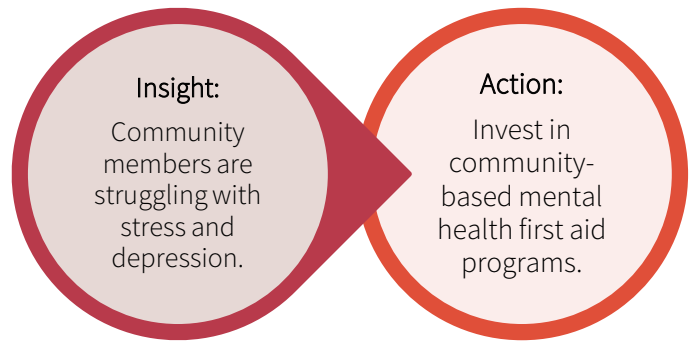 Insight:
Community
members are
struggling with
stress and
depression.
Action:
Invest in
community-
based mental
health first aid
programs.